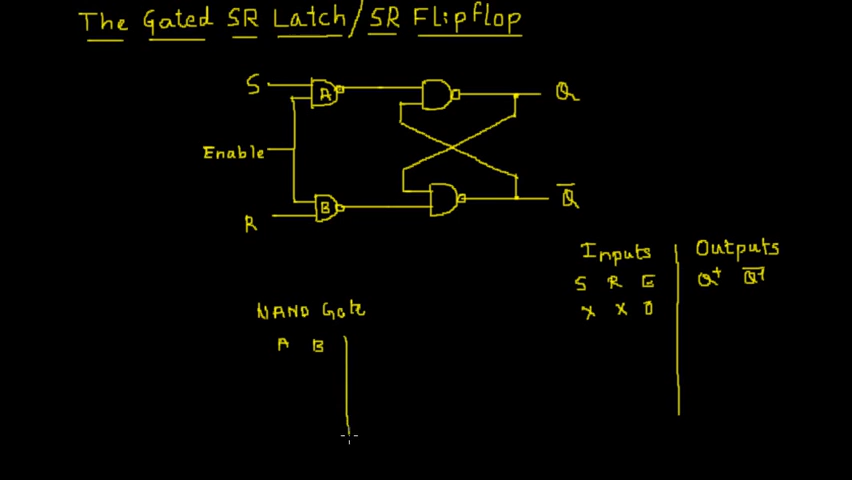 The Gated SR Latch/SR Flipflop
S
A
Q
Enable
B
R
Q̅
Inputs Outputs
S R E Q⁺ Q̅⁺
X X 0
NAND Gate
A B